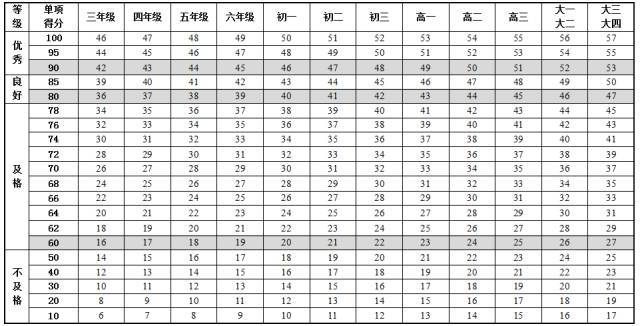 等级 单项得分 三年级 四年级 五年级 六年级 初一 初二 初三 高一 高二 高三 大一大二 大三大四
优秀 100 46 47 48 49 50 51 52 53 54 55 56 57
95 44 45 46 47 48 49 50 51 52 53 54 55
90 42 43 44 45 46 47 48 49 50 51 52 53
良好 85 39 40 41 42 43 44 45 46 47 48 49 50
80 36 37 38 39 40 41 42 43 44 45 46 47
及格 78 34 35 36 37 38 39 40 41 42 43 44 45
76 32 33 34 35 36 37 38 39 40 41 42 43
74 30 31 32 33 34 35 36 37 38 39 40 41
72 28 29 30 31 32 33 34 35 36 37 38 39
70 26 27 28 29 30 31 32 33 34 35 36 37
68 24 25 26 27 28 29 30 31 32 33 34 35
66 22 23 24 25 26 27 28 29 30 31 32 33
64 20 21 22 23 24 25 26 27 28 29 30 31
62 18 19 20 21 22 23 24 25 26 27 28 29
60 16 17 18 19 20 21 22 23 24 25 26 27
不及格 50 14 15 16 17 18 19 20 21 22 23 24 25
40 12 13 14 15 16 17 18 19 20 21 22 23
30 10 11 12 13 14 15 16 17 18 19 20 21
20 8 9 10 11 12 13 14 15 16 17 18 19
10 6 7 8 9 10 11 12 13 14 15 16 17